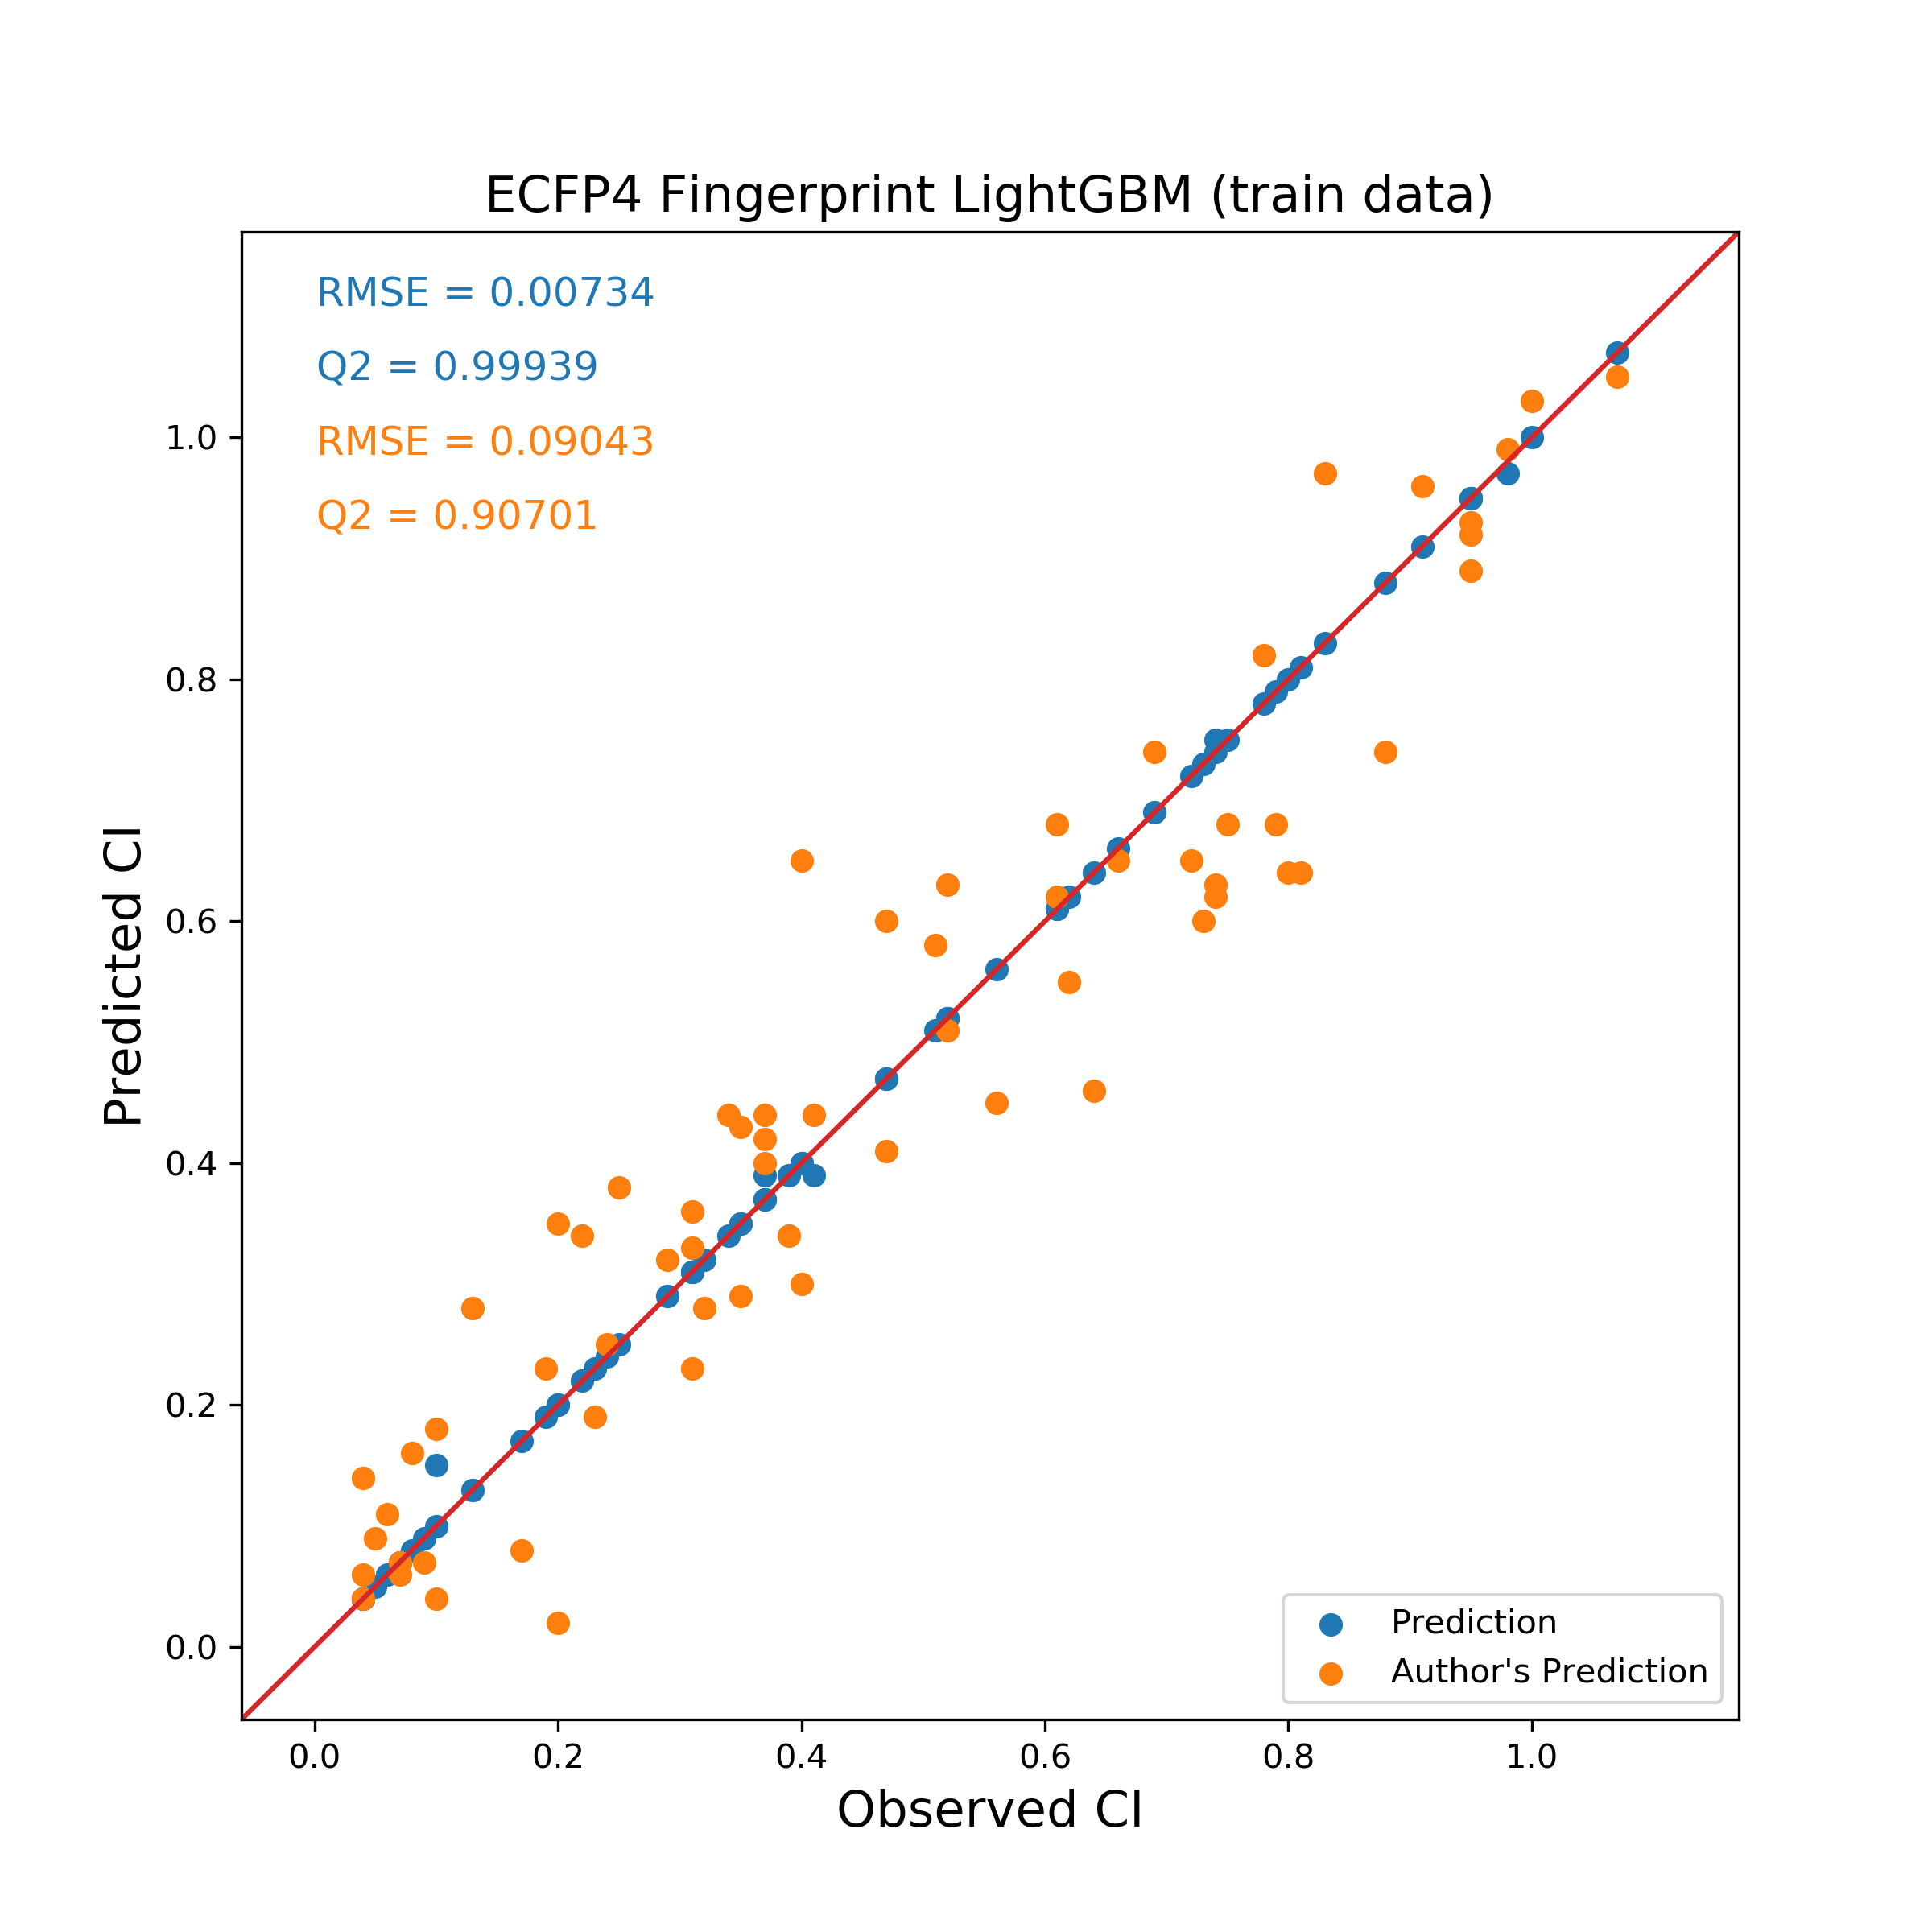 ECFP4 Fingerprint LightGBM (train data)
RMSE = 0.00734
Q2 = 0.99939
RMSE = 0.09043
Q2 = 0.90701
1.0
0.8
0.6
0.4
0.2
0.0
Predicted CI
Prediction
Author's Prediction
0.0 0.2 0.4 0.6 0.8 1.0
Observed CI